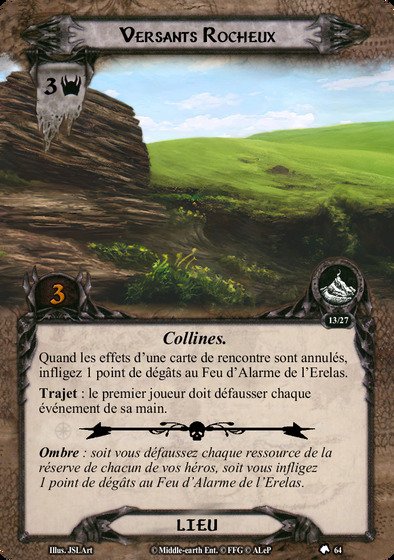 Versants Rocheux
3
3
13/27
Collines.
Quand les effets d’une carte de rencontre sont annulés,
infligez 1 point de dégâts au Feu d’Alarme de l’Erelas.
Trajet : le premier joueur doit défausser chaque
événement de sa main.
Ombre : soit vous défaussez chaque ressource de la
réserve de chacun de vos héros, soit vous infligez
1 point de dégâts au Feu d’Alarme de l’Erelas.
LIEU
Illus. JSLArt © Middle-earth Ent. © FFG © ALeP 64